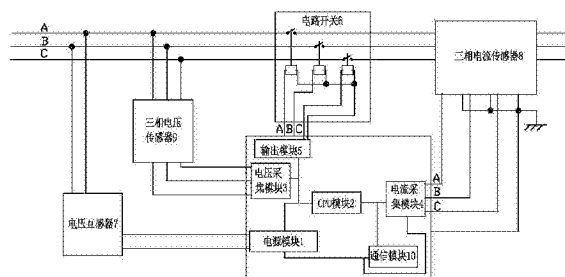 电路开关6
A
B
C
三相电流传感器8
三相电压
传感器9
A B C
输出模块5
电压采
集模块3
CPU模块2
电流采
集模块4
A
B
C
电压互感器7
电源模块1
通信模块10